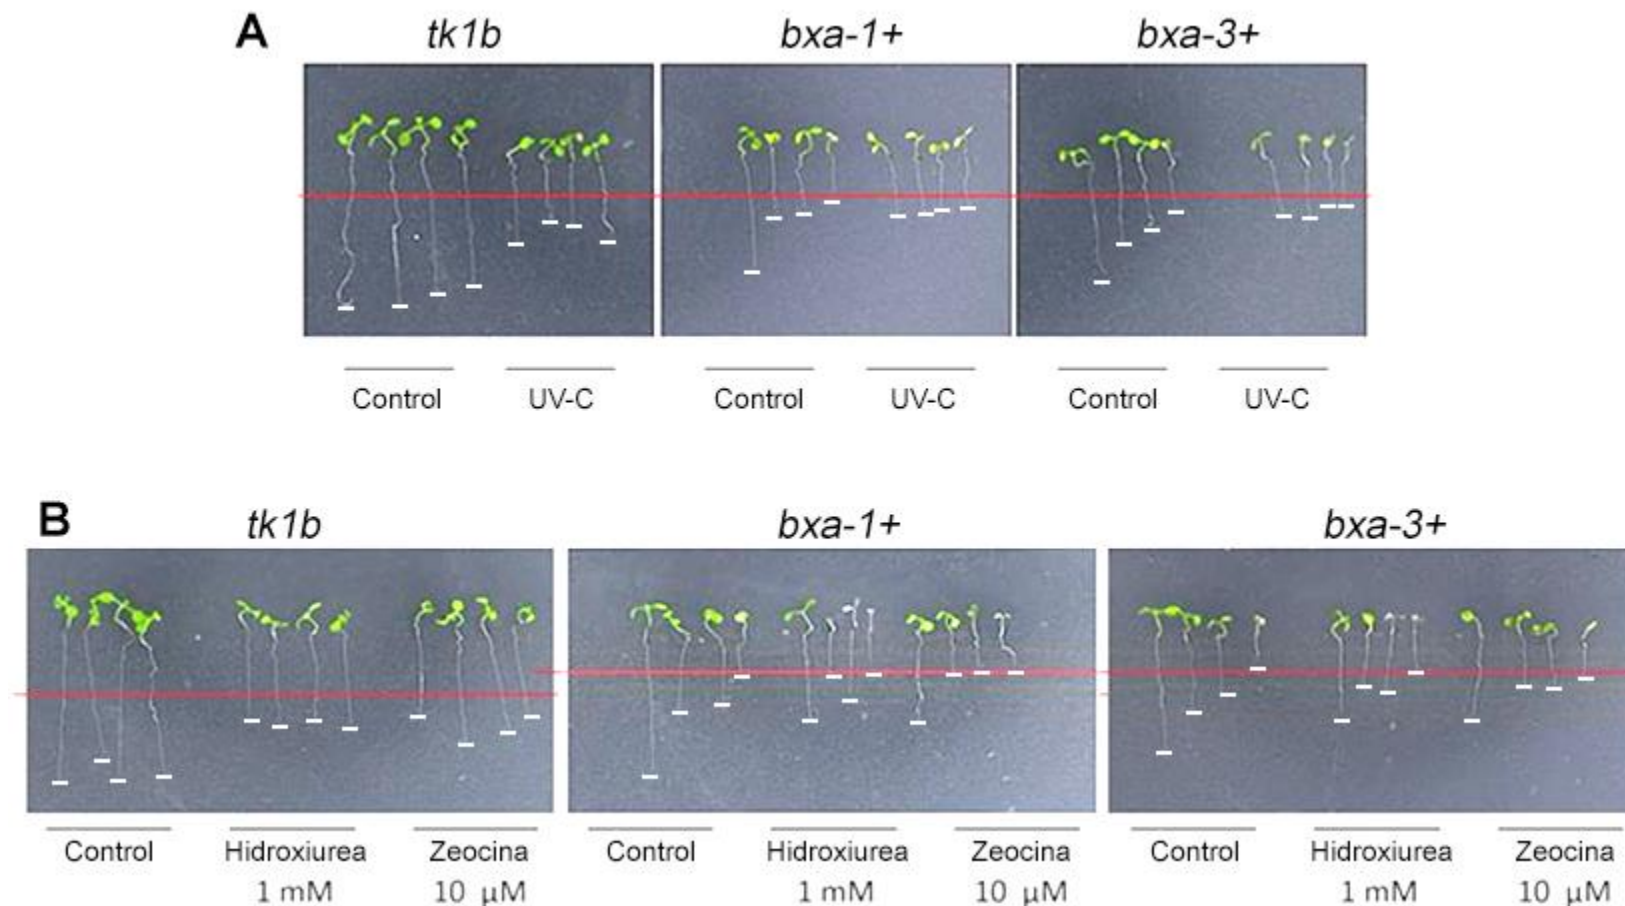 A
tk1b bxa-1+ bxa-3+
Control UV-C Control UV-C Control UV-C
B
tk1b bxa-1+ bxa-3+
Control Hidroxiurea Zeocina Control Hidroxiurea Zeocina Control Hidroxiurea Zeocina
1 mM 10 µM 1 mM 10 µM 1 mM 10 µM